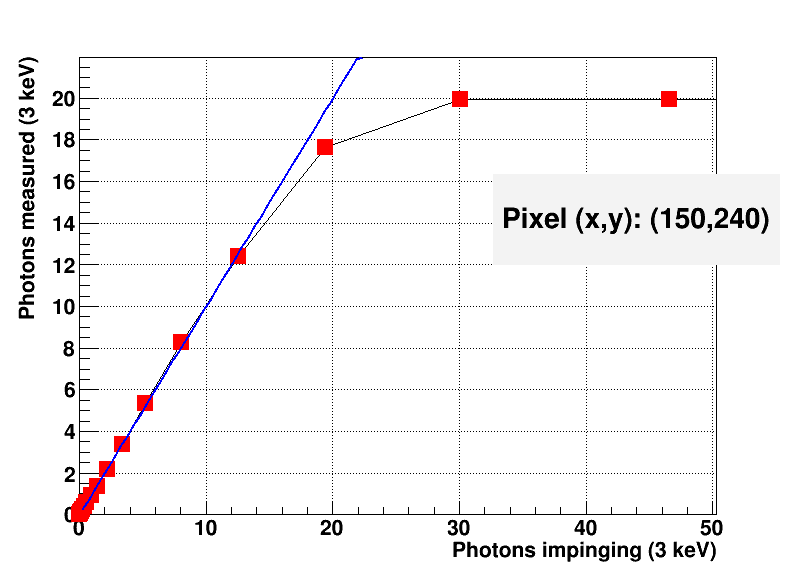 Photons measured (3 keV)
20
18
16
14
12
10
8
6
4
2
0
Pixel (x,y): (150,240)
0 10 20 30 40 50
Photons impinging (3 keV)